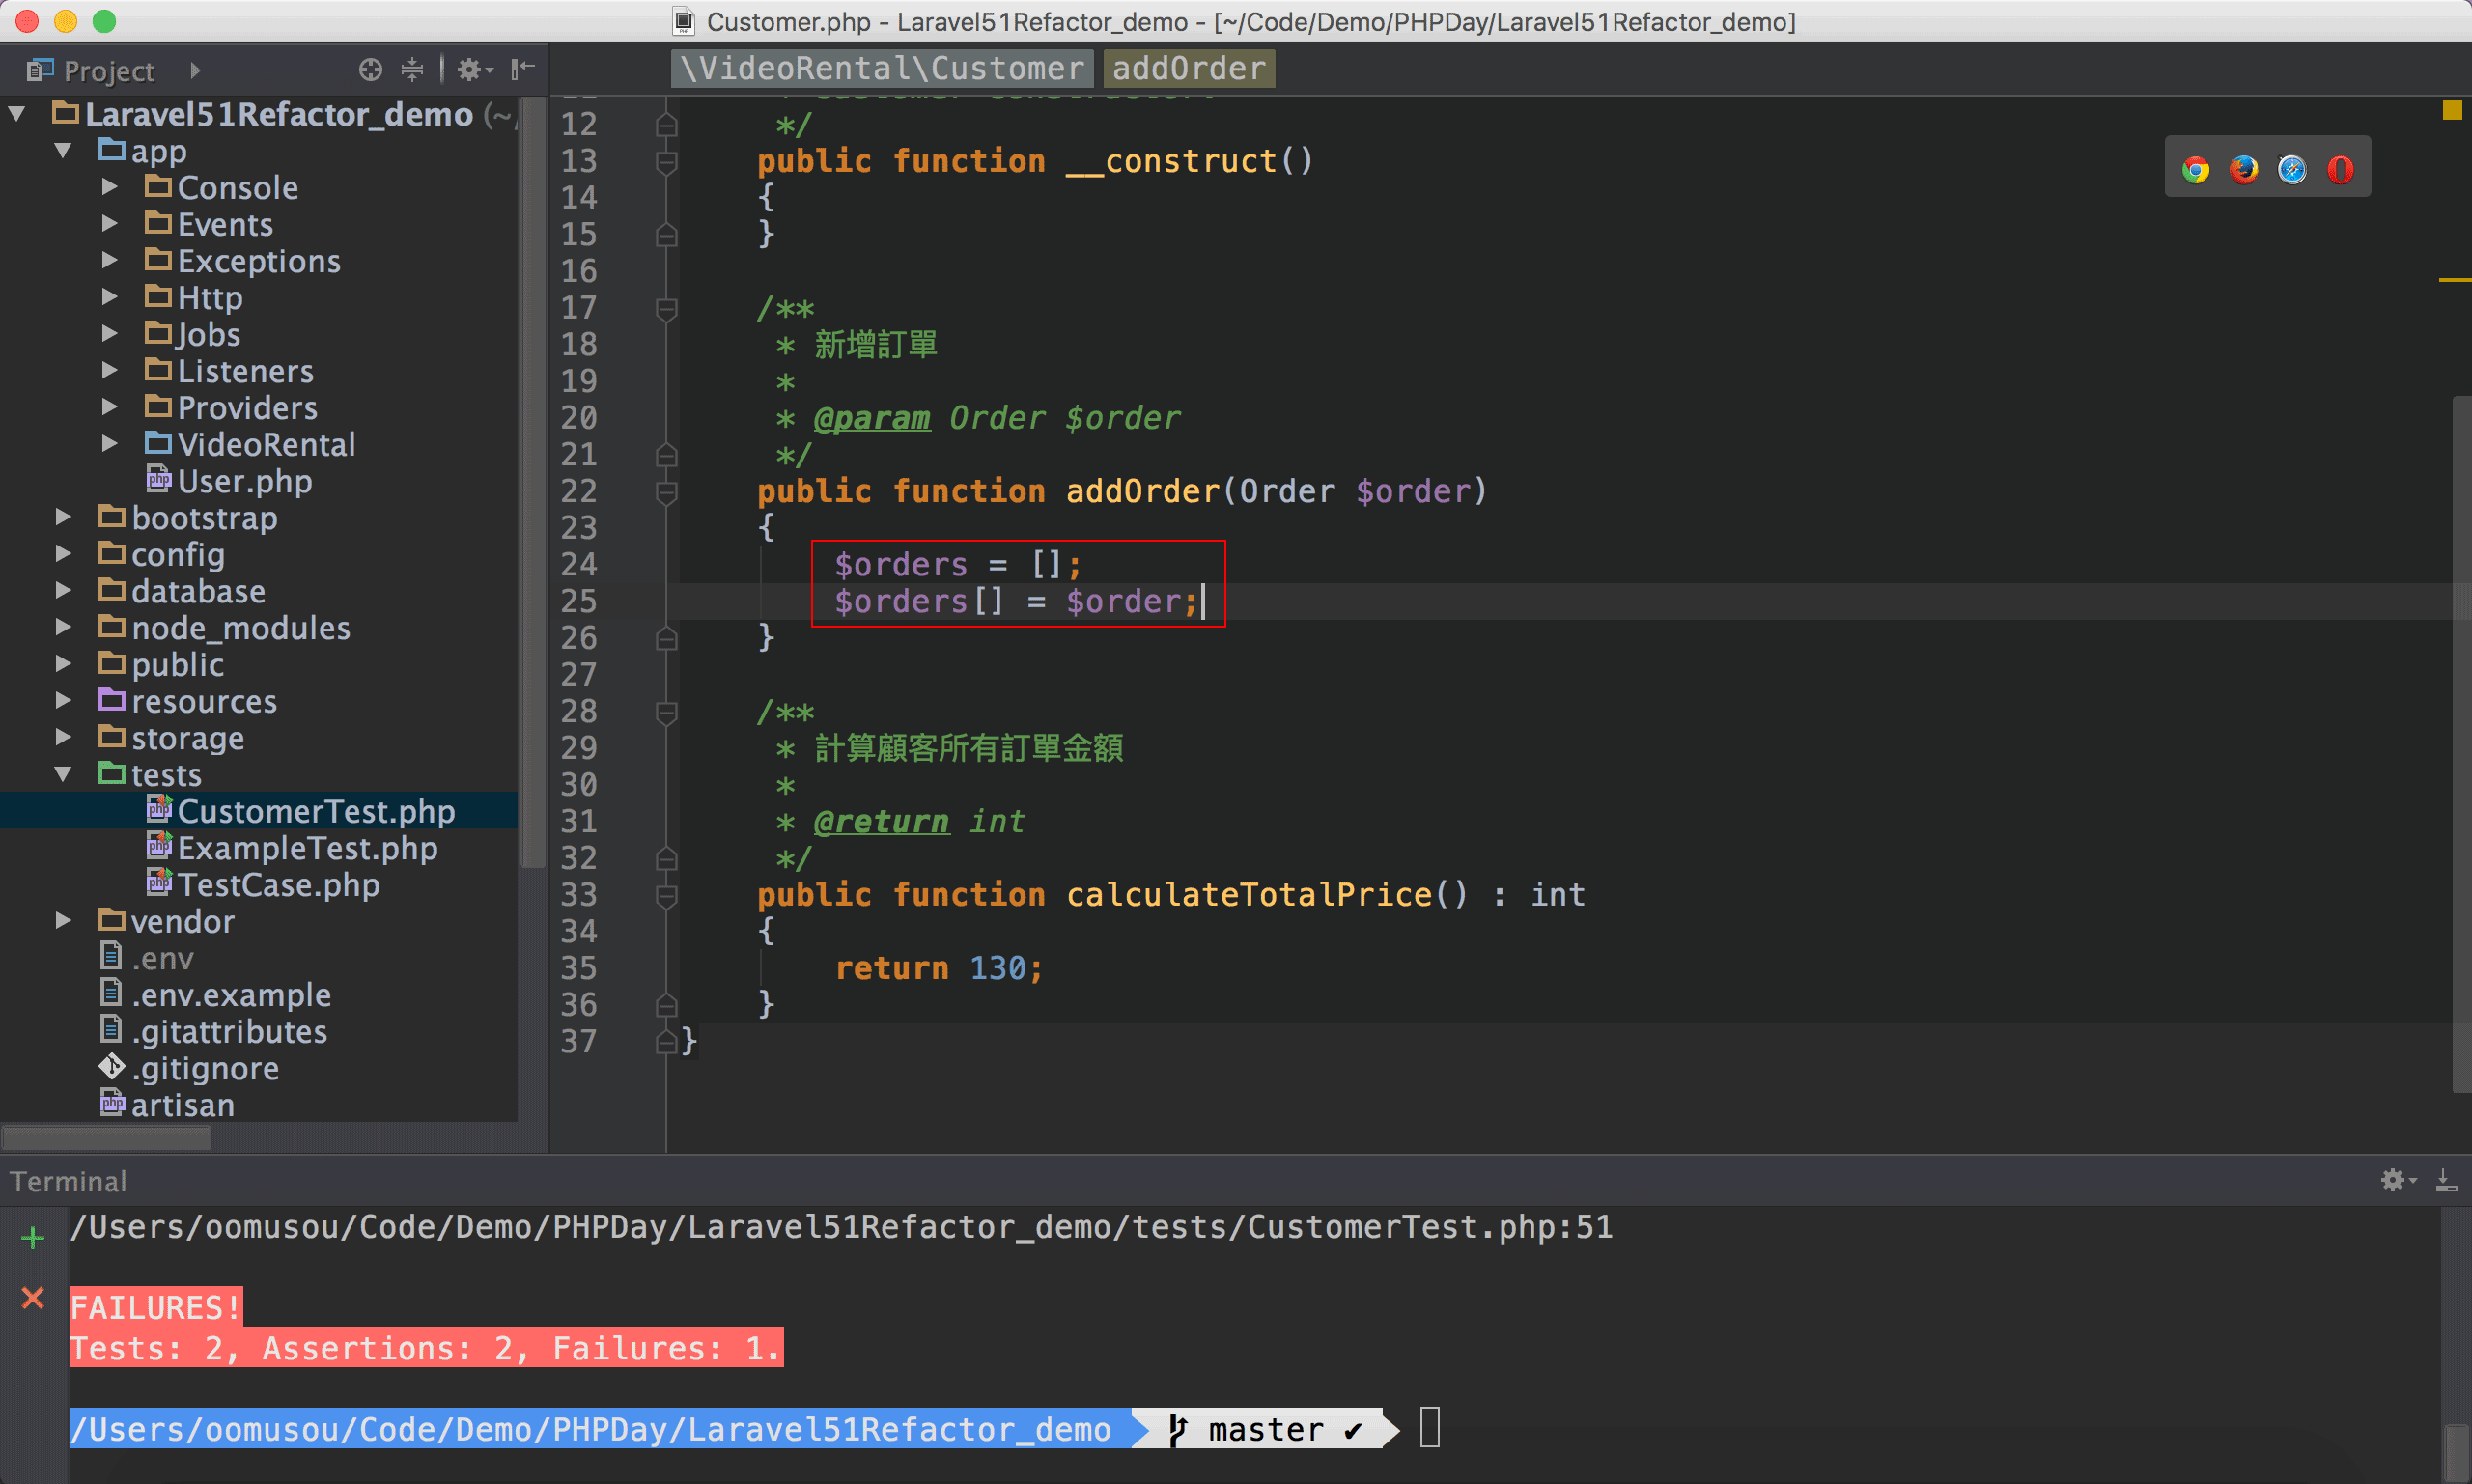 Customer.php - Laravel51Refactor_demo - [~/Code/Demo/PHPDay/Laravel51Refactor_demo]
Project
\VideoRental\Customer addOrder
Laravel51Refactor_demo (~/
app
Console
Events
Exceptions
Http
Jobs
Listeners
Providers
VideoRental
User.php
bootstrap
config
database
node_modules
public
resources
storage
tests
CustomerTest.php
ExampleTest.php
TestCase.php
vendor
.env
.env.example
.gitattributes
.gitignore
artisan
12 */
13 public function __construct()
14 {
15 }
16
17 /**
18 * 新增訂單
19 *
20 * @param Order $order
21 */
22 public function addOrder(Order $order)
23 {
24 $orders = [];
25 $orders[] = $order;
26 }
27
28 /**
29 * 計算顧客所有訂單金額
30 *
31 * @return int
32 */
33 public function calculateTotalPrice() : int
34 {
35 return 130;
36 }
37 }
Terminal
/Users/oomusou/Code/Demo/PHPDay/Laravel51Refactor_demo/tests/CustomerTest.php:51
FAILURES!
Tests: 2, Assertions: 2, Failures: 1.
/Users/oomusou/Code/Demo/PHPDay/Laravel51Refactor_demo master ✔